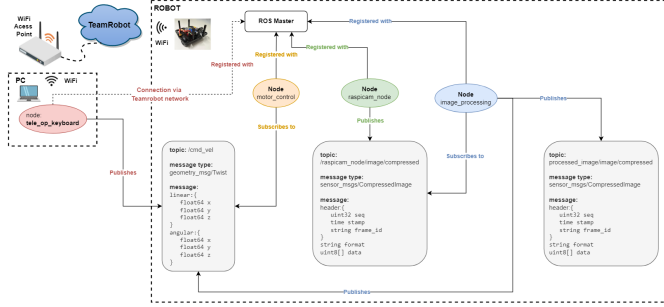 WiFi
Acess
Point
TeamRobot
PC
WiFi
node:
tele_op_keyboard
Publishes
Connection via
Teamrobot network
ROBOT
WiFi
ROS Master
Registered with
Registered with
Registered with
Registered with
Node
motor_control
Node
raspicam_node
Node
image_processing
Subscribes to
Publishes
Subscribes to
Publishes
topic: /cmd_vel
message type:
geometry_msg/Twist
message:
linear:{
float64 x
float64 y
float64 z
}
angular:{
float64 x
float64 y
float64 z
}
topic:
/raspicam_node/image/compressed
message type:
sensor_msgs/CompressedImage
message:
header:{
uint32 seq
time stamp
string frame_id
}
string format
uint8[] data
topic:
processed_image/image/compressed
message type:
sensor_msgs/CompressedImage
message:
header:{
uint32 seq
time stamp
string frame_id
}
string format
uint8[] data
Publishes